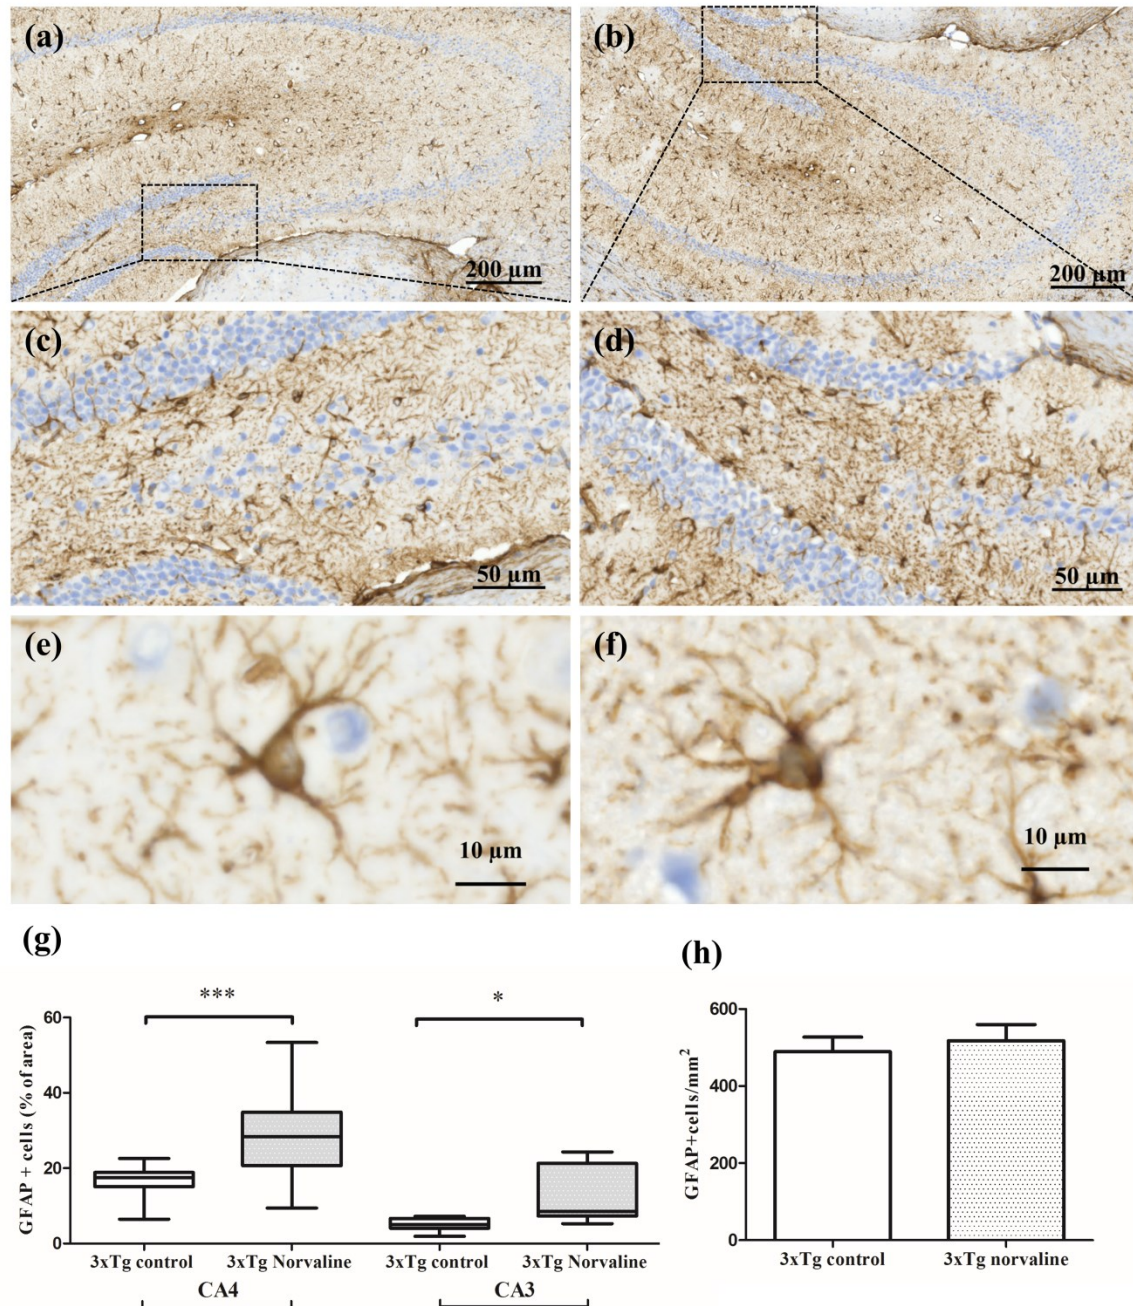 (a)
(b)
200 µm
200 µm
(c)
(d)
50 µm
50 µm
(e)
(f)
10 µm
10 µm
(g)
(h)
***
*
GFAP + cells (% of area)
60
40
20
0
3xTg control
3xTg Norvaline
3xTg control
3xTg Norvaline
CA4
CA3
GFAP+cells/mm²
600
400
200
0
3xTg control
3xTg norvaline